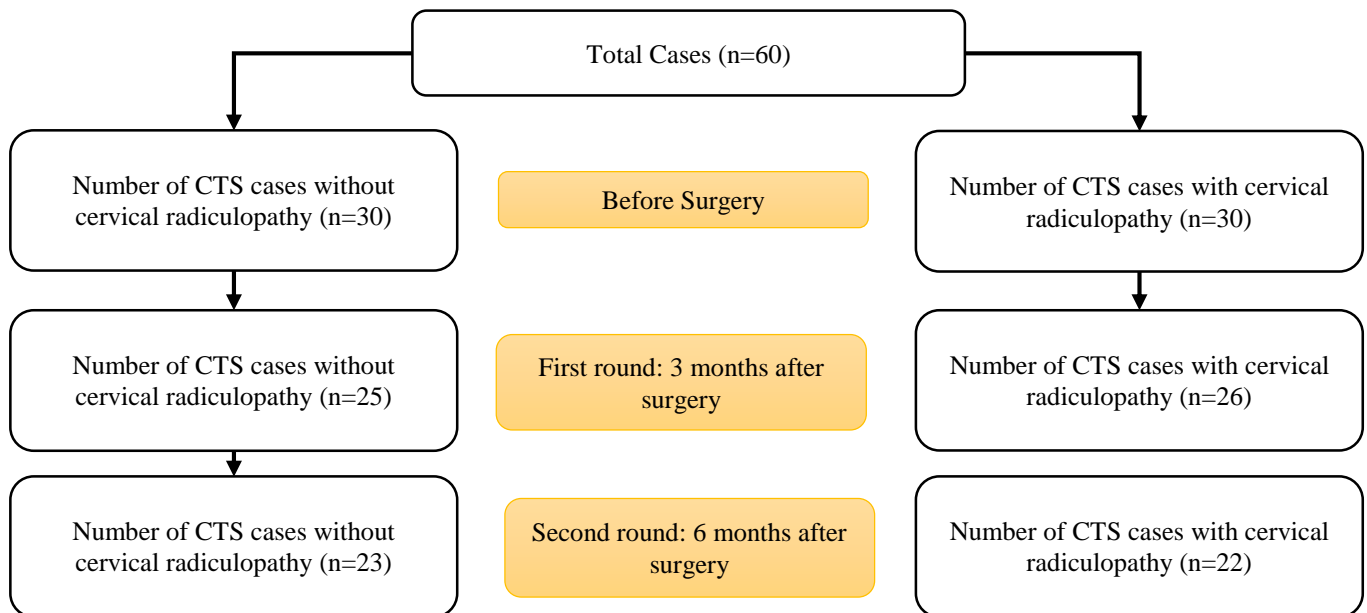 Total Cases (n=60)
Number of CTS cases without
cervical radiculopathy (n=30)
Before Surgery
Number of CTS cases with cervical
radiculopathy (n=30)
Number of CTS cases without
cervical radiculopathy (n=25)
First round: 3 months after
surgery
Number of CTS cases with cervical
radiculopathy (n=26)
Number of CTS cases without
cervical radiculopathy (n=23)
Second round: 6 months after
surgery
Number of CTS cases with cervical
radiculopathy (n=22)